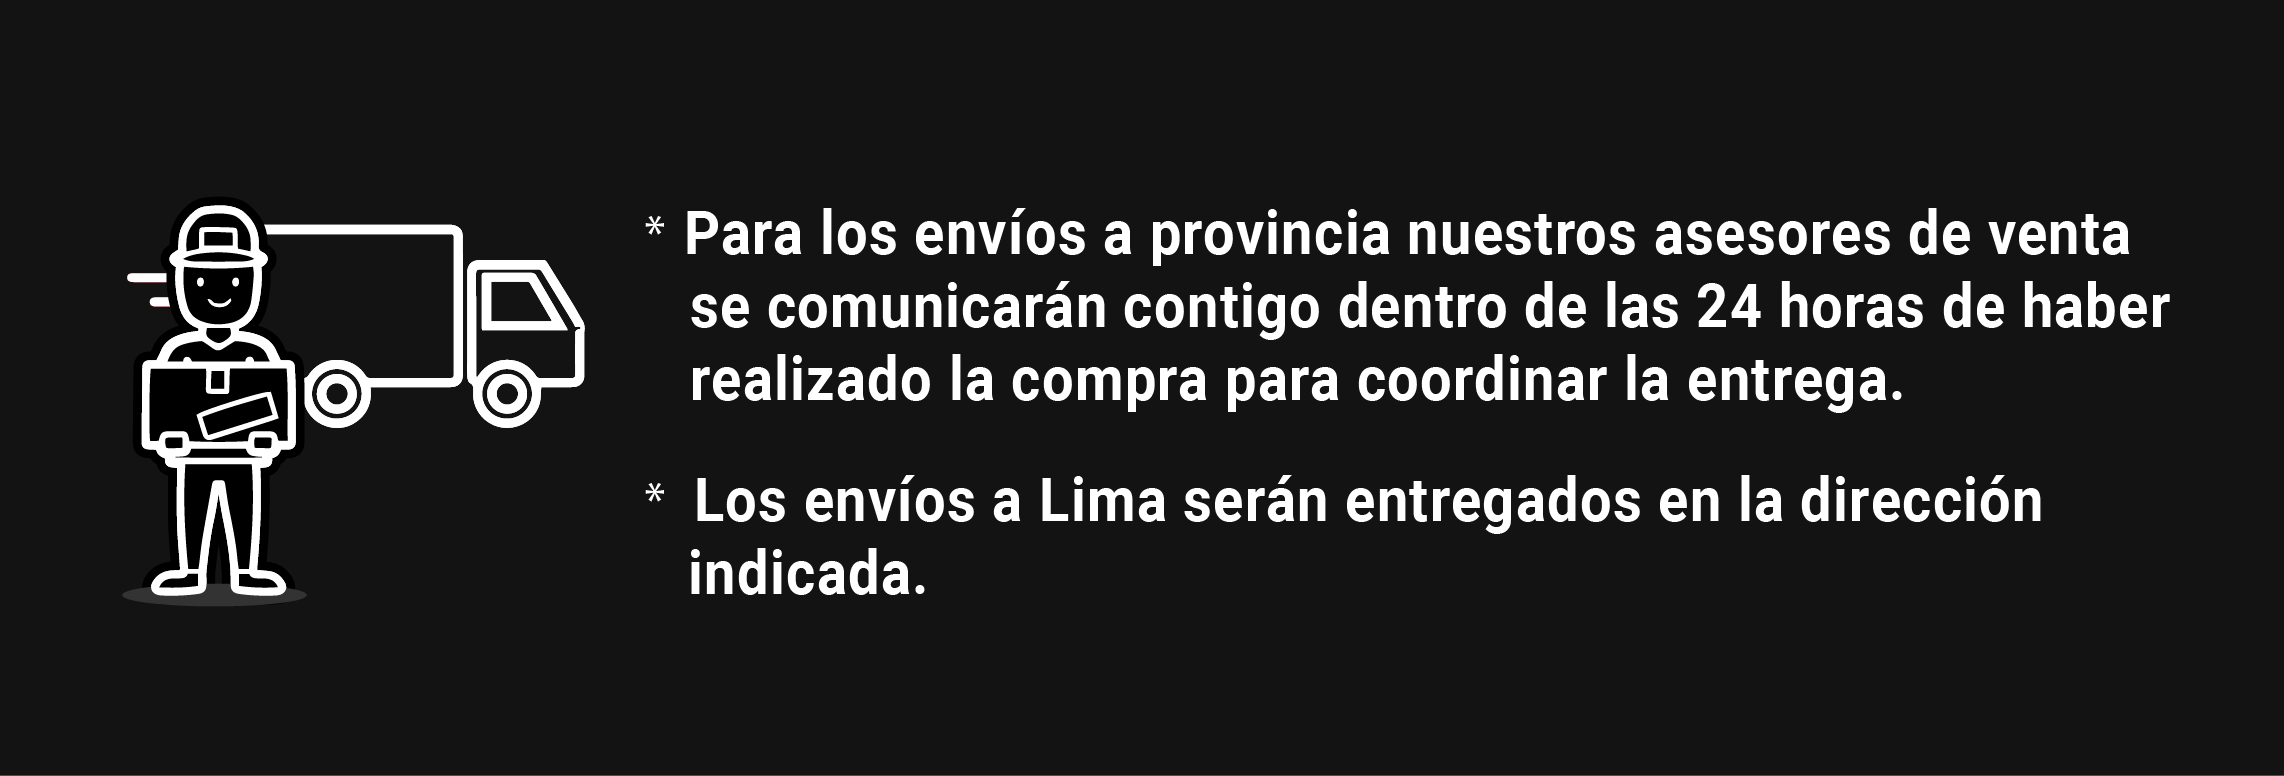 * Para los envíos a provincia nuestros asesores de venta
se comunicarán contigo dentro de las 24 horas de haber
realizado la compra para coordinar la entrega.
* Los envíos a Lima serán entregados en la dirección
indicada.